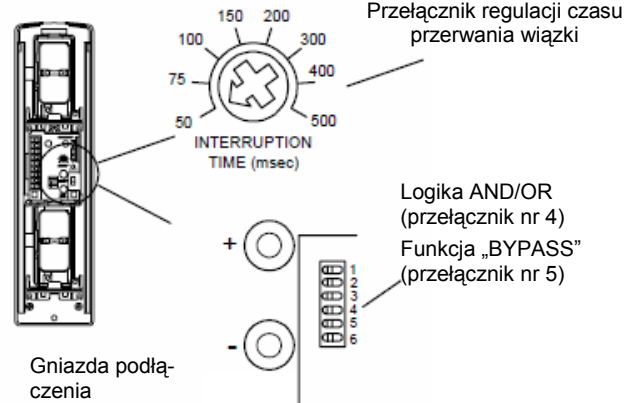 Przełącznik regulacji czasu
przerwania wiązki
50
75
100
150
200
300
400
500
INTERRUPTION
TIME (msec)
Logika AND/OR
(przełącznik nr 4)
Funkcja „BYPASS”
(przełącznik nr 5)
+
-
1
2
3
4
5
6
Gniazda podłą-
czenia